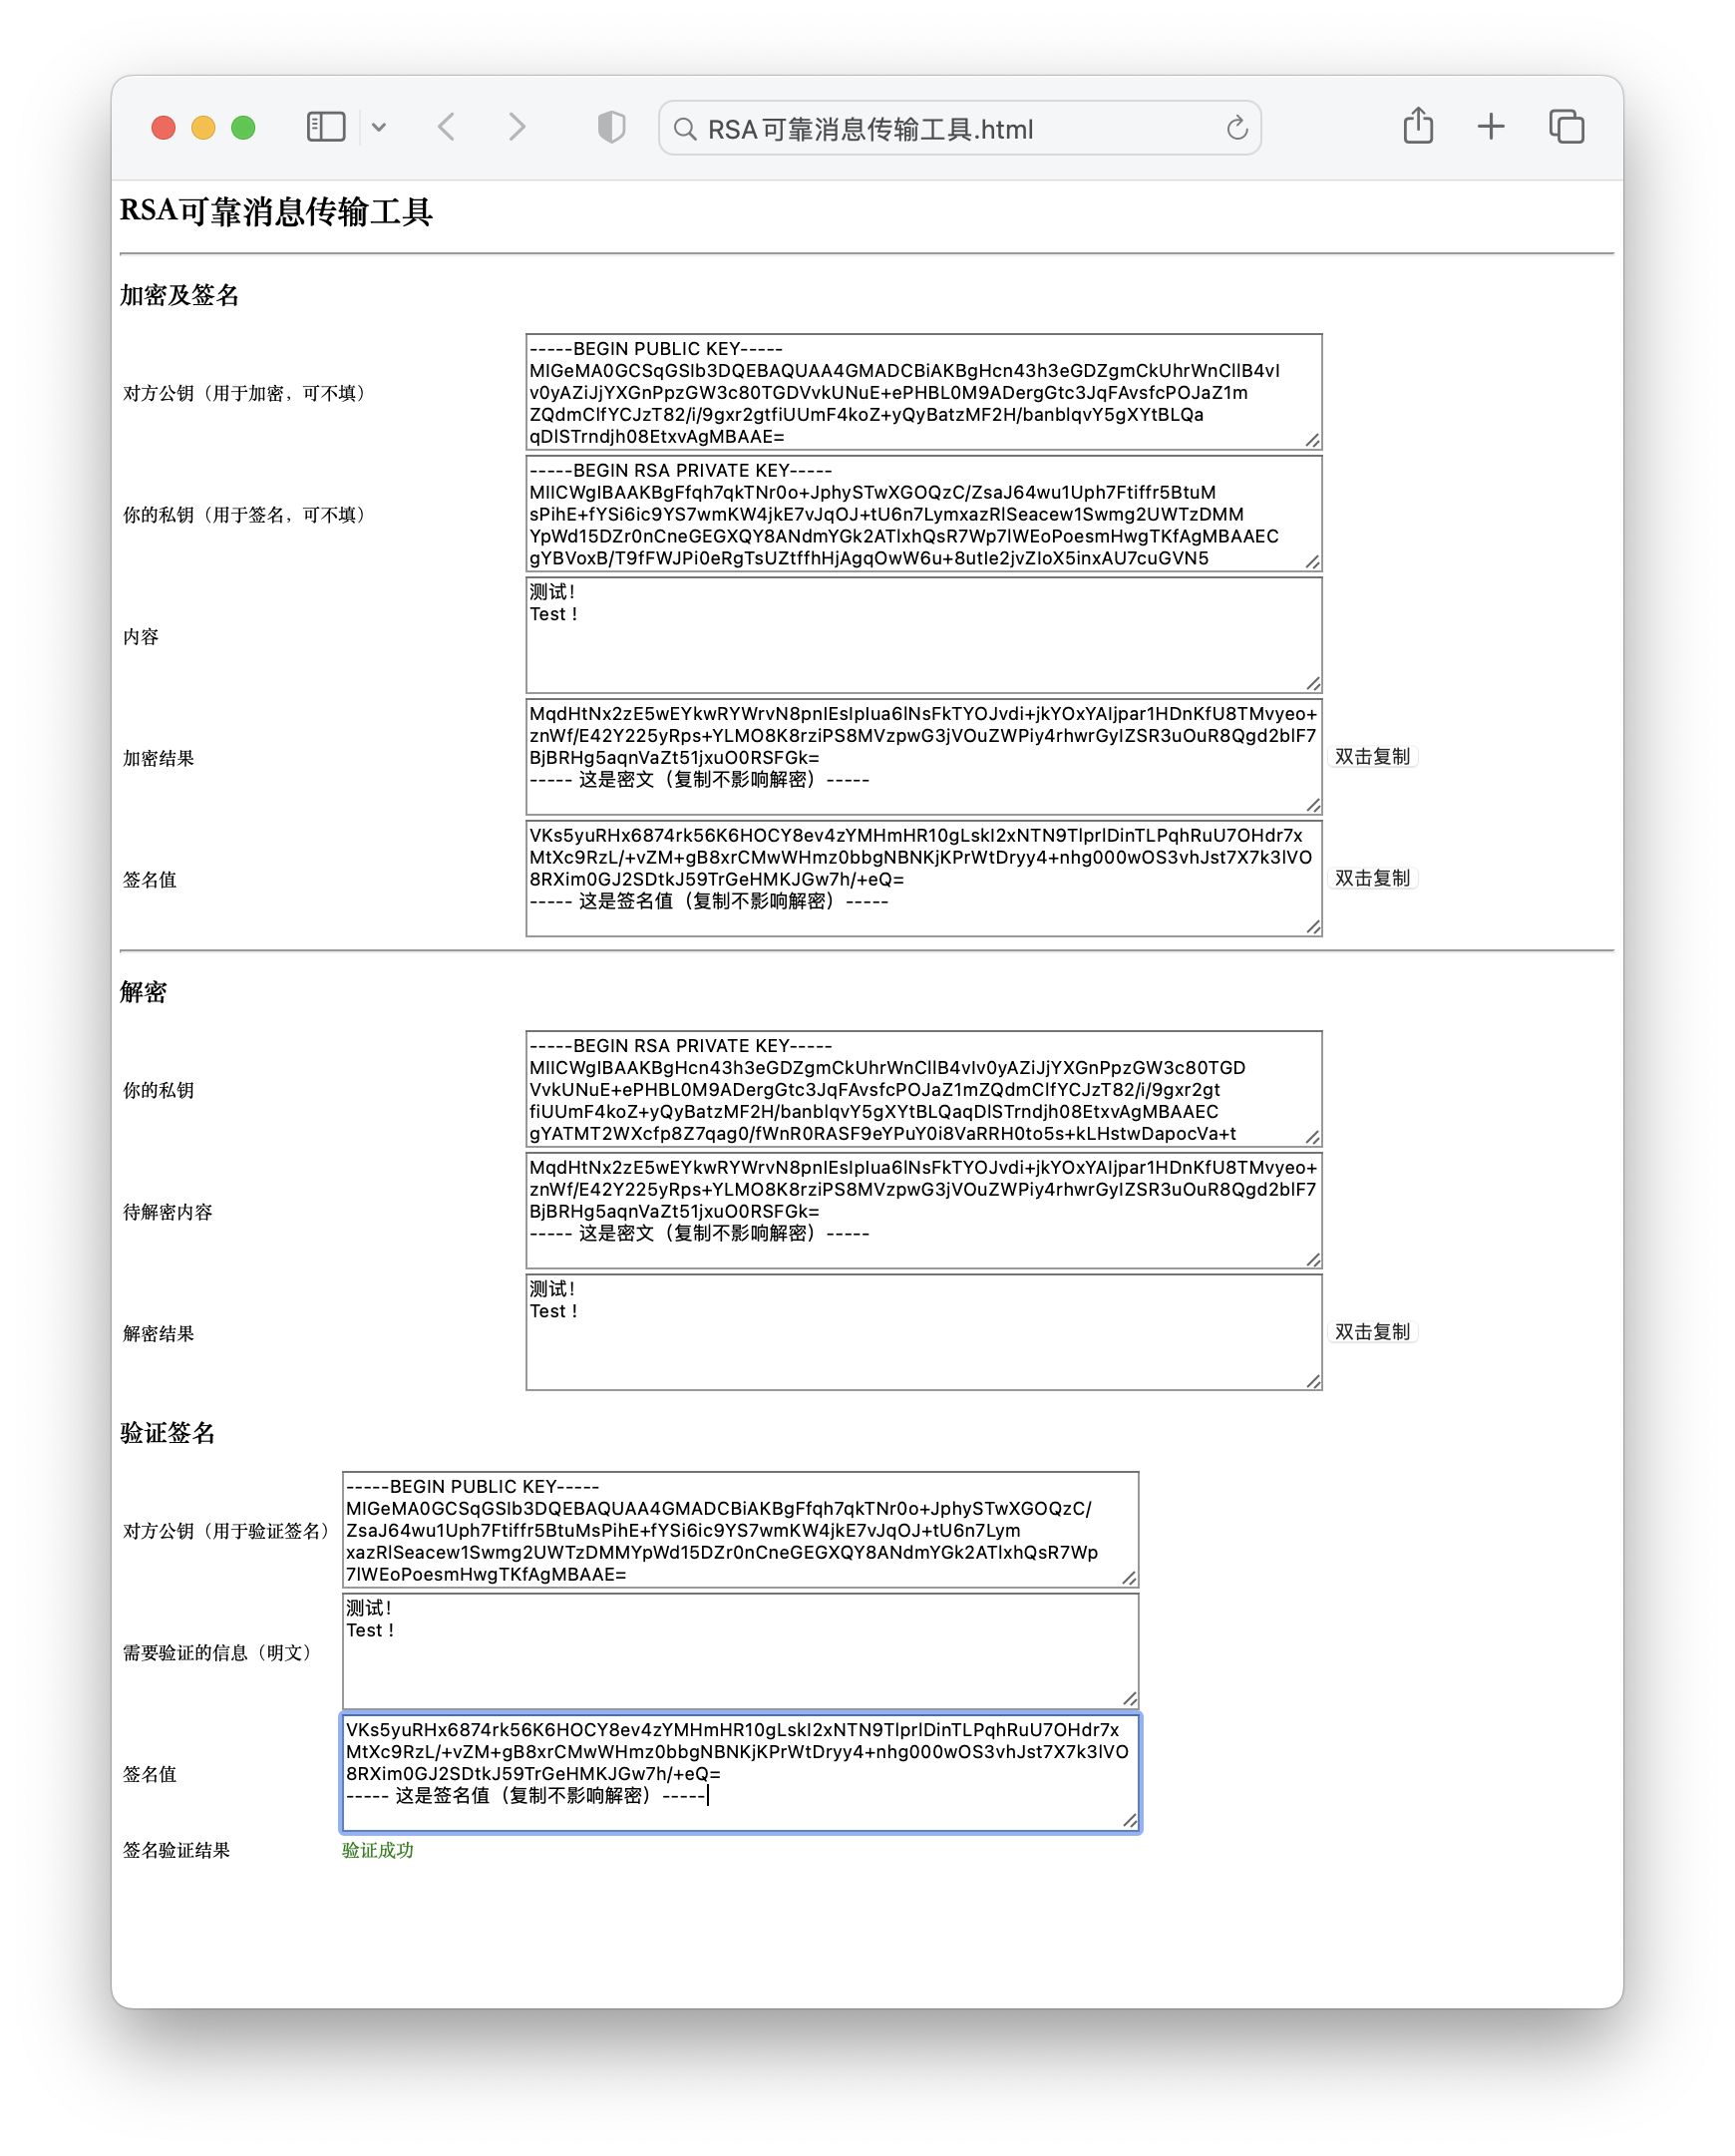 RSA可靠消息传输工具.html
RSA可靠消息传输工具
加密及签名
对方公钥（用于加密，可不填）
-----BEGIN PUBLIC KEY-----
MIGeMA0GCSqGSIb3DQEBAQUAA4GMADCBiAKBgHcn43h3eGDZgmCkUhrWnClIB4vI
v0yAZiJjYXGnPpzGW3c80TGDVvkUNuE+ePHBL0M9ADergGtc3JqFAvsfcPOJaZ1m
ZQdmClfYCJzT82/i/9gxr2gtfiUUmF4koZ+yQyBatzMF2H/banblqvY5gXYtBLQa
qDlSTrndjh08EtxvAgMBAAE=
你的私钥（用于签名，可不填）
-----BEGIN RSA PRIVATE KEY-----
MIICWgIBAAKBgFfqh7qkTNr0o+JphySTwXGOQzC/ZsaJ64wu1Uph7Ftiffr5BtuM
sPihE+fYSi6ic9YS7wmKW4jkE7vJqOJ+tU6n7LymxazRlSeacew1Swmg2UWTzDMM
YpWd15DZr0nCneGEGXQY8ANdmYGk2ATlxhQsR7Wp7lWEoPoesmHwgTKfAgMBAAEC
gYBVoxB/T9fFWJPi0eRgTsUZtffhHjAgqOwW6u+8utIe2jvZIoX5inxAU7cuGVN5
内容
测试！
Test !
加密结果
MqdHtNx2zE5wEYkwRYWrvN8pnIEsIpIua6lNsFkTYOJvdi+jkYOxYAIjpar1HDnKfU8TMvyeo+
znWf/E42Y225yRps+YLMO8K8rziPS8MVzpwG3jVOuZWPiy4rhwrGyIZSR3uOuR8Qgd2blF7
BjBRHg5aqnVaZt51jxuO0RSFGk=
----- 这是密文（复制不影响解密）-----
双击复制
签名值
VKs5yuRHx6874rk56K6HOCY8ev4zYMHmHR10gLskI2xNTN9TlprlDinTLPqhRuU7OHdr7x
MtXc9RzL/+vZM+gB8xrCMwWHmz0bbgNBNKjKPrWtDryy4+nhg000wOS3vhJst7X7k3lVO
8RXim0GJ2SDtkJ59TrGeHMKJGw7h/+eQ=
----- 这是签名值（复制不影响解密）-----
双击复制
解密
你的私钥
-----BEGIN RSA PRIVATE KEY-----
MIICWgIBAAKBgHcn43h3eGDZgmCkUhrWnClIB4vIv0yAZiJjYXGnPpzGW3c80TGD
VvkUNuE+ePHBL0M9ADergGtc3JqFAvsfcPOJaZ1mZQdmClfYCJzT82/i/9gxr2gt
fiUUmF4koZ+yQyBatzMF2H/banblqvY5gXYtBLQaqDlSTrndjh08EtxvAgMBAAEC
gYATMT2WXcfp8Z7qag0/fWnR0RASF9eYPuY0i8VaRRH0to5s+kLHstwDapocVa+t
待解密内容
MqdHtNx2zE5wEYkwRYWrvN8pnIEsIpIua6lNsFkTYOJvdi+jkYOxYAIjpar1HDnKfU8TMvyeo+
znWf/E42Y225yRps+YLMO8K8rziPS8MVzpwG3jVOuZWPiy4rhwrGyIZSR3uOuR8Qgd2blF7
BjBRHg5aqnVaZt51jxuO0RSFGk=
----- 这是密文（复制不影响解密）-----
解密结果
测试！
Test !
双击复制
验证签名
对方公钥（用于验证签名）
-----BEGIN PUBLIC KEY-----
MIGeMA0GCSqGSIb3DQEBAQUAA4GMADCBiAKBgFfqh7qkTNr0o+JphySTwXGOQzC/
ZsaJ64wu1Uph7Ftiffr5BtuMsPihE+fYSi6ic9YS7wmKW4jkE7vJqOJ+tU6n7Lym
xazRlSeacew1Swmg2UWTzDMMYpWd15DZr0nCneGEGXQY8ANdmYGk2ATlxhQsR7Wp
7lWEoPoesmHwgTKfAgMBAAE=
需要验证的信息（明文）
测试！
Test !
签名值
VKs5yuRHx6874rk56K6HOCY8ev4zYMHmHR10gLskI2xNTN9TlprlDinTLPqhRuU7OHdr7x
MtXc9RzL/+vZM+gB8xrCMwWHmz0bbgNBNKjKPrWtDryy4+nhg000wOS3vhJst7X7k3lVO
8RXim0GJ2SDtkJ59TrGeHMKJGw7h/+eQ=
----- 这是签名值（复制不影响解密）-----
签名验证结果
验证成功